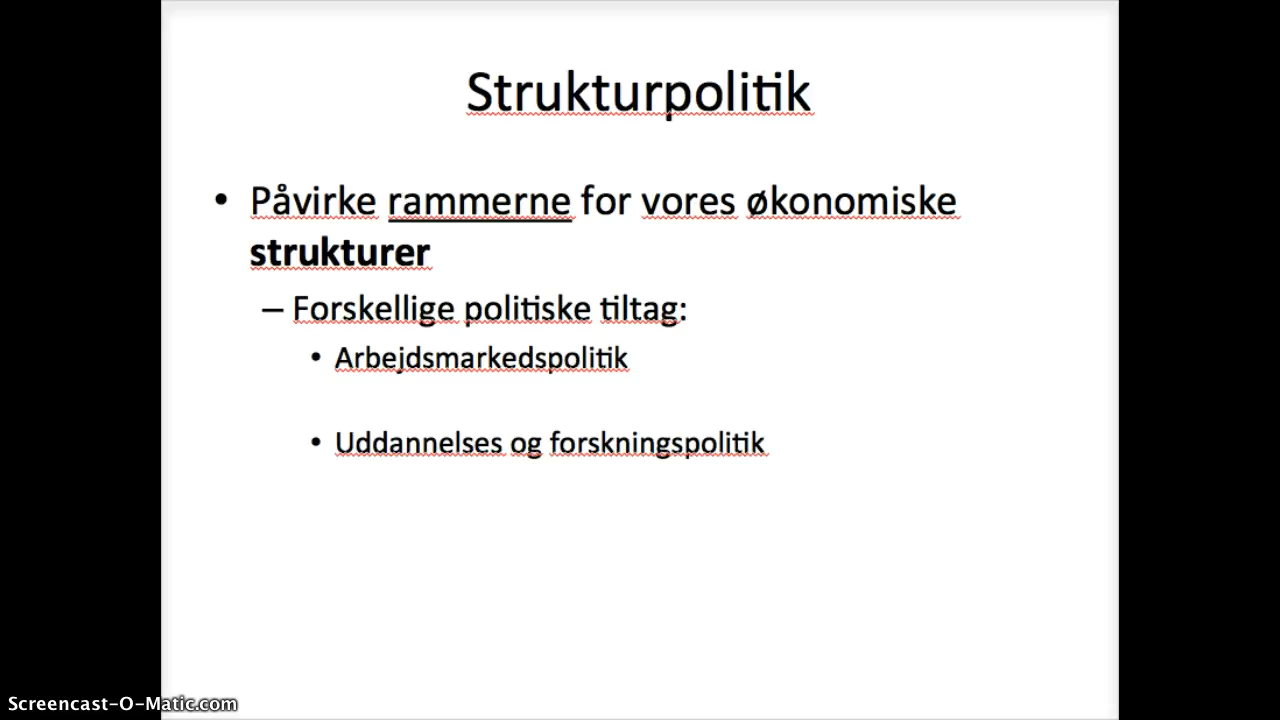 Strukturpolitik
• Påvirke rammerne for vores økonomiske
strukturer
– Forskellige politiske tiltag:
• Arbejdsmarkedspolitik
• Uddannelses og forskningspolitik
Screencast-O-Matic.com